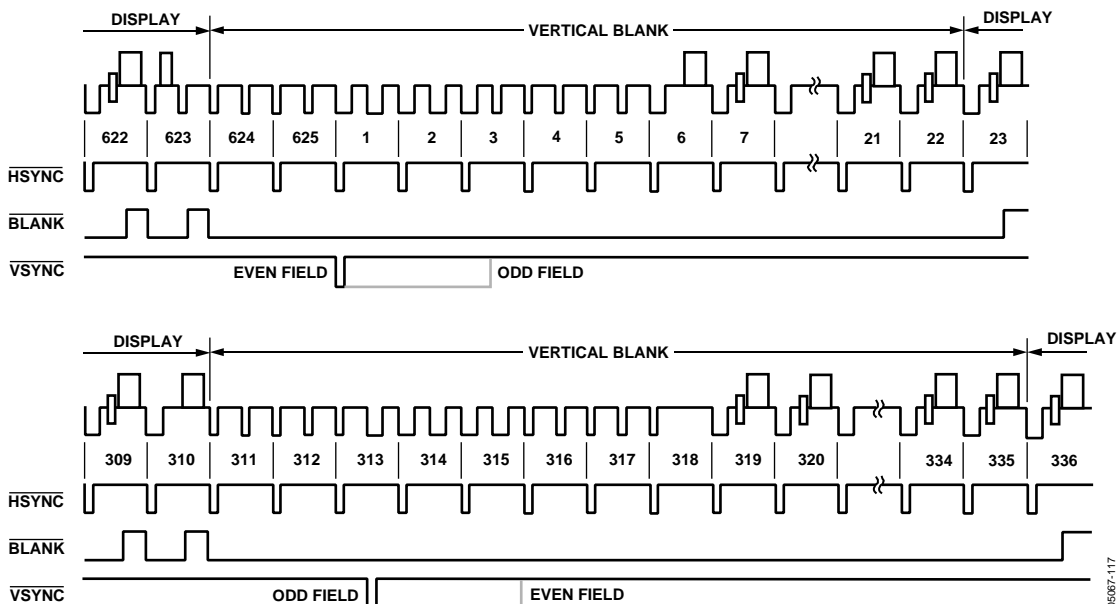 DISPLAY VERTICAL BLANK DISPLAY
622 623 624 625 1 2 3 4 5 6 7 21 22 23
HSYNC
BLANK
VSYNC EVEN FIELD ODD FIELD
DISPLAY VERTICAL BLANK DISPLAY
309 310 311 312 313 314 315 316 317 318 319 320 334 335 336
HSYNC
BLANK
VSYNC ODD FIELD EVEN FIELD
05067-117